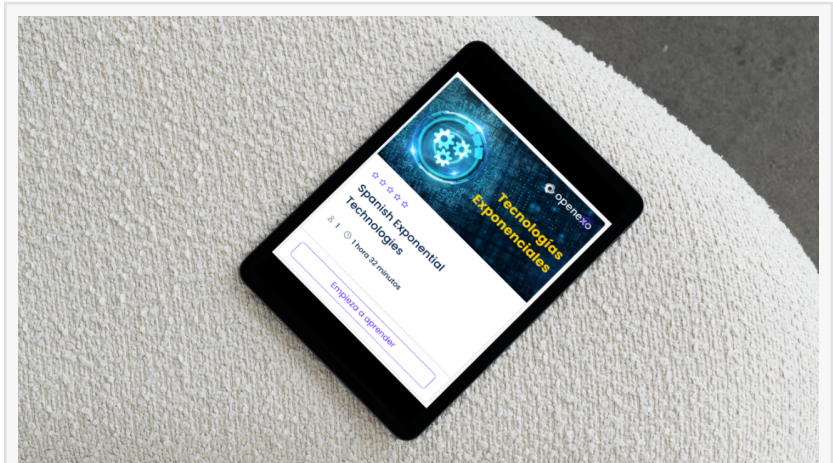 openexo
Tecnologías
Exponenciales
Spanish Exponential
Technologies
1 1 hora 32 minutos
Empieza a aprender